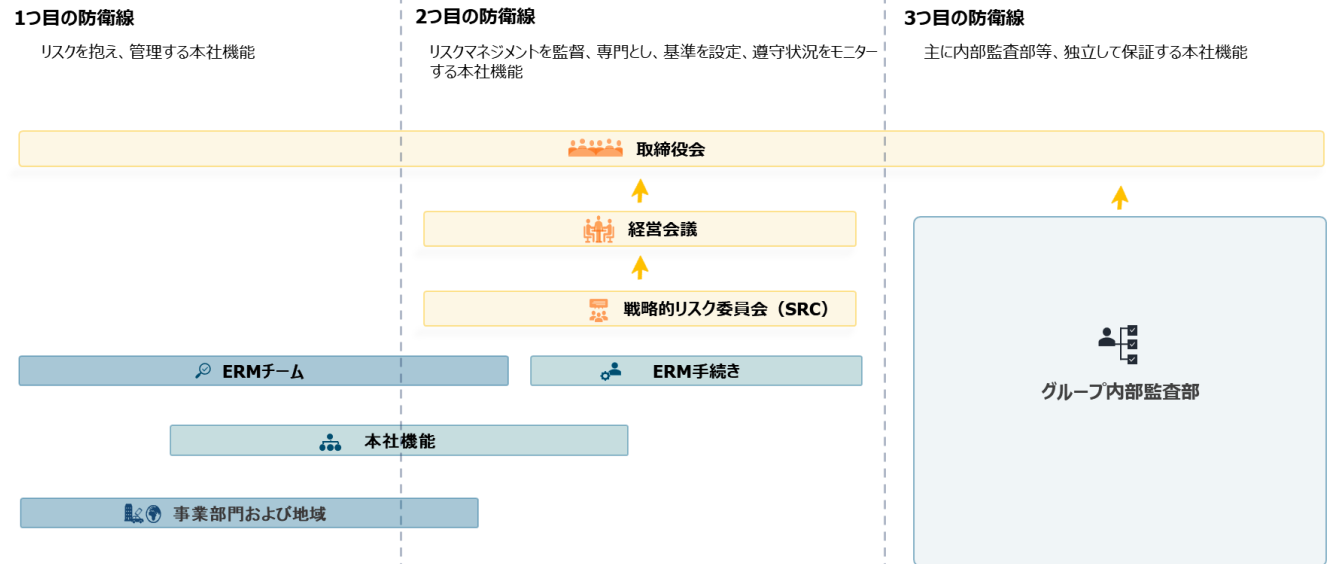 1つ目の防衛線
リスクを抱え、管理する本社機能
2つ目の防衛線
リスクマネジメントを監督、専門とし、基準を設定、遵守状況をモニター
する本社機能
3つ目の防衛線
主に内部監査部等、独立して保証する本社機能
取締役会
経営会議
戦略的リスク委員会（SRC）
ERMチーム
ERM手続き
本社機能
事業部門および地域
グループ内部監査部